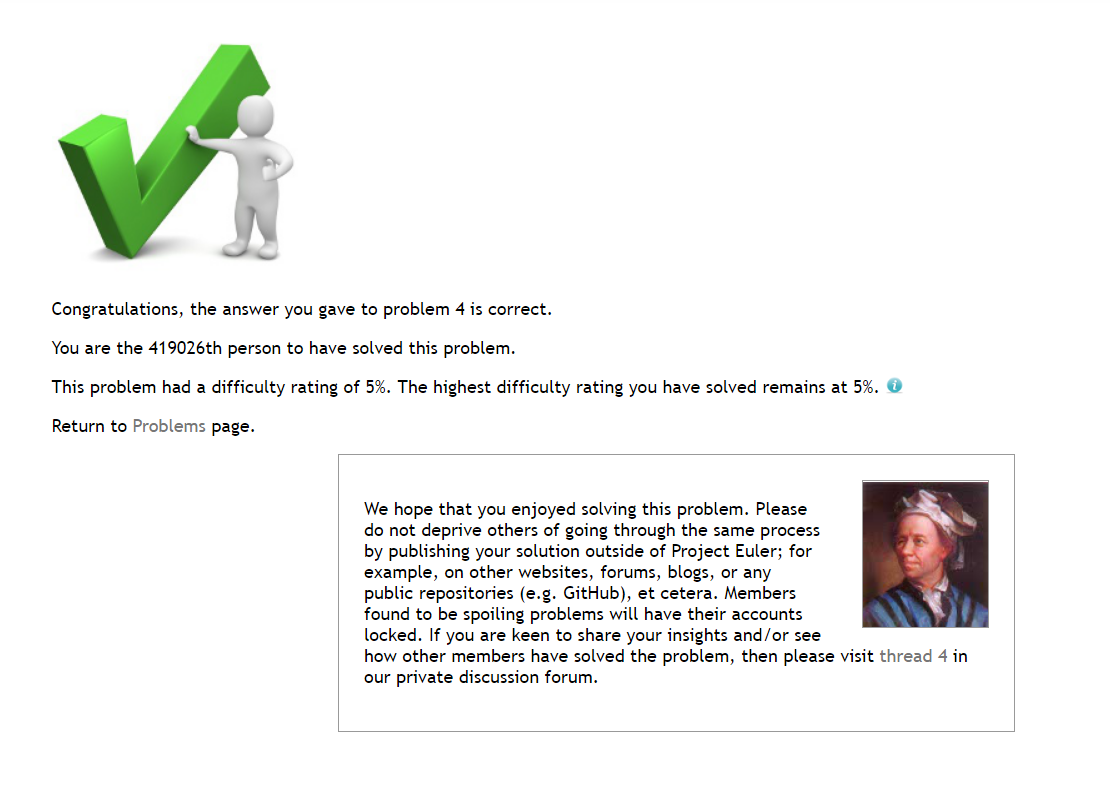 Congratulations, the answer you gave to problem 4 is correct.
You are the 419026th person to have solved this problem.
This problem had a difficulty rating of 5%. The highest difficulty rating you have solved remains at 5%. i
Return to Problems page.
We hope that you enjoyed solving this problem. Please
do not deprive others of going through the same process
by publishing your solution outside of Project Euler; for
example, on other websites, forums, blogs, or any
public repositories (e.g. GitHub), et cetera. Members
found to be spoiling problems will have their accounts
locked. If you are keen to share your insights and/or see
how other members have solved the problem, then please visit thread 4 in
our private discussion forum.